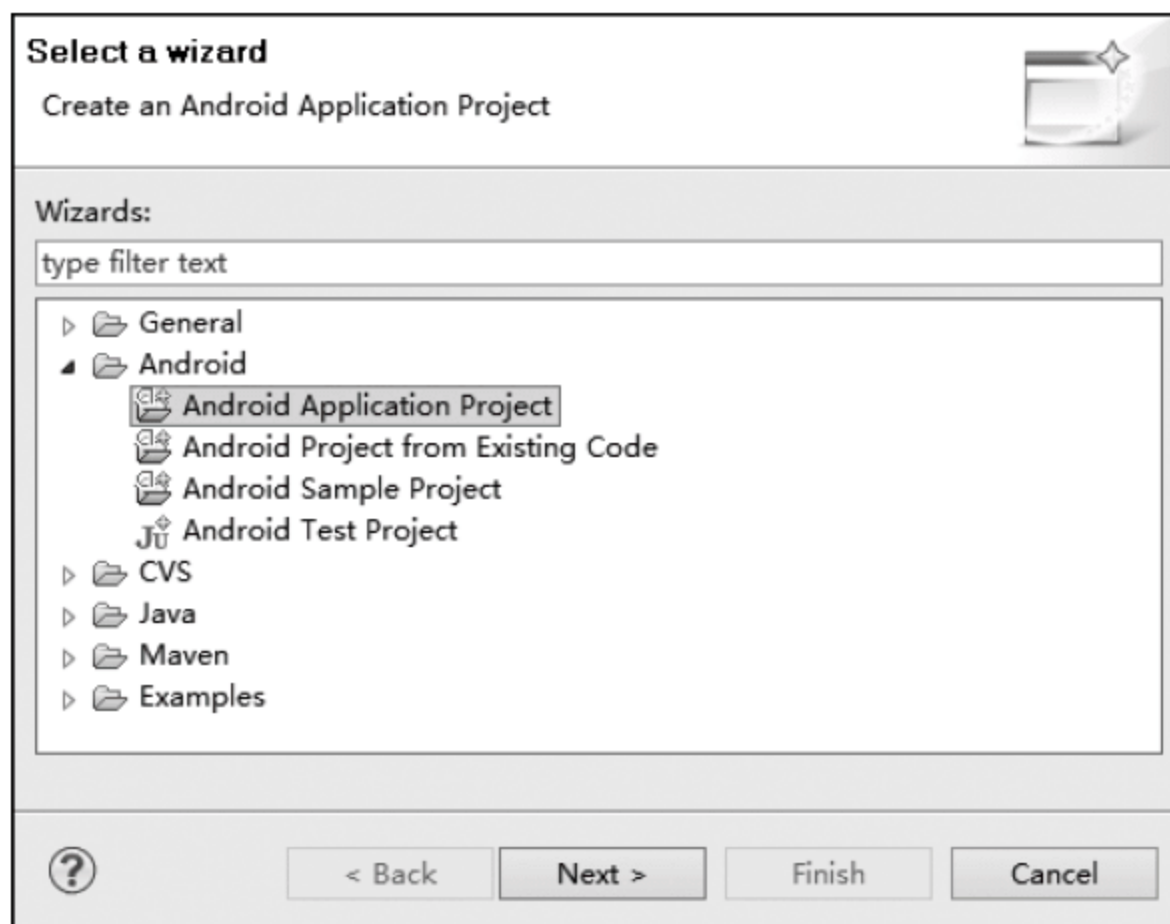 Select a wizard
Create an Android Application Project
Wizards:
type filter text
General
Android
Android Application Project
Android Project from Existing Code
Android Sample Project
Ju Android Test Project
CVS
Java
Maven
Examples
? < Back Next > Finish Cancel